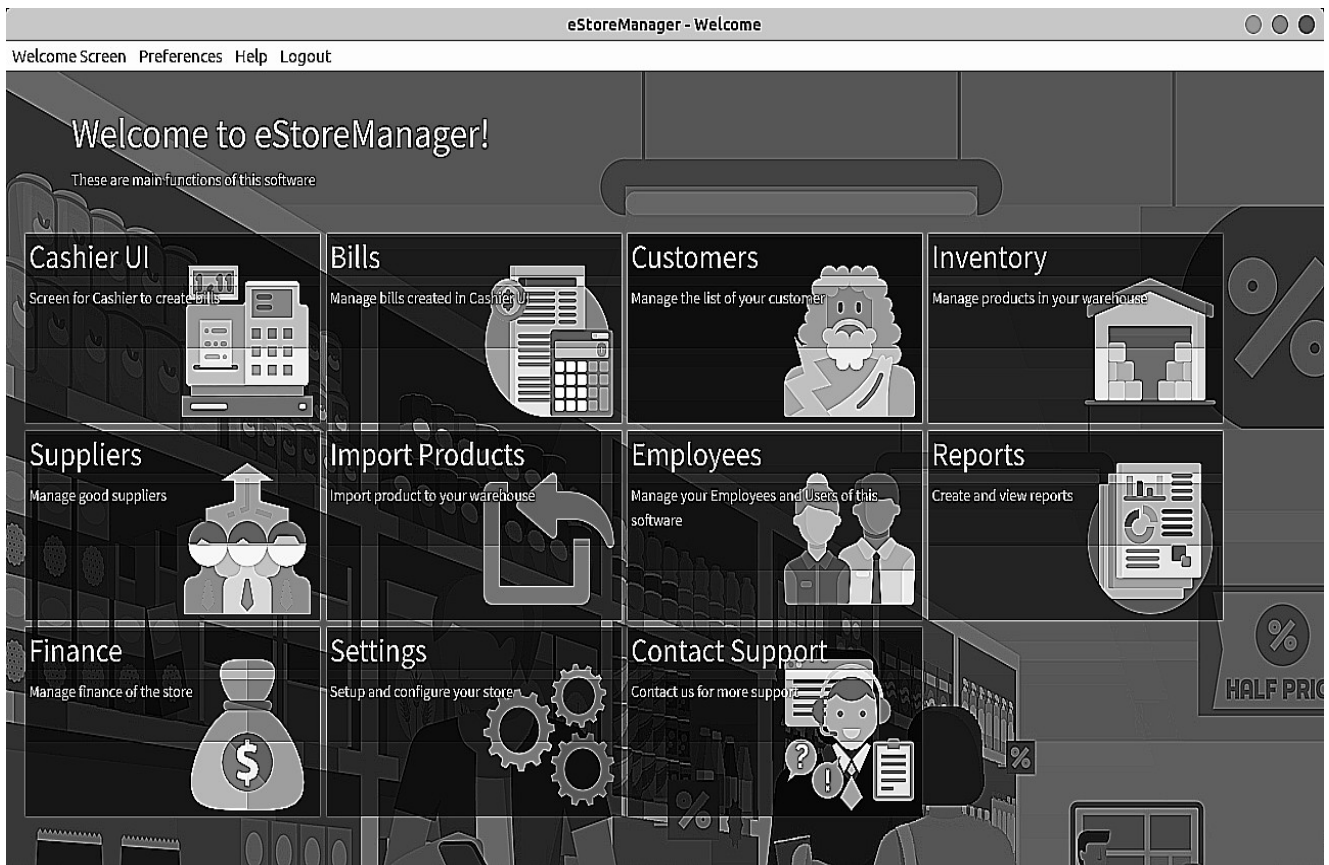 eStoreManager - Welcome
Welcome Screen Preferences Help Logout
Welcome to eStoreManager!
These are main functions of this software
Cashier UI
Screen for Cashier to create bills
Bills
Manage bills created in Cashier UI
Customers
Manage the list of your customer
Inventory
Manage products in your warehouse
Suppliers
Manage good suppliers
Import Products
Import product to your warehouse
Employees
Manage your Employees and Users of this
software
Reports
Create and view reports
Finance
Manage finance of the store
$
Settings
Setup and configure your store
Contact Support
Contact us for more support
? !
%
%
HALF PRIC
%
%